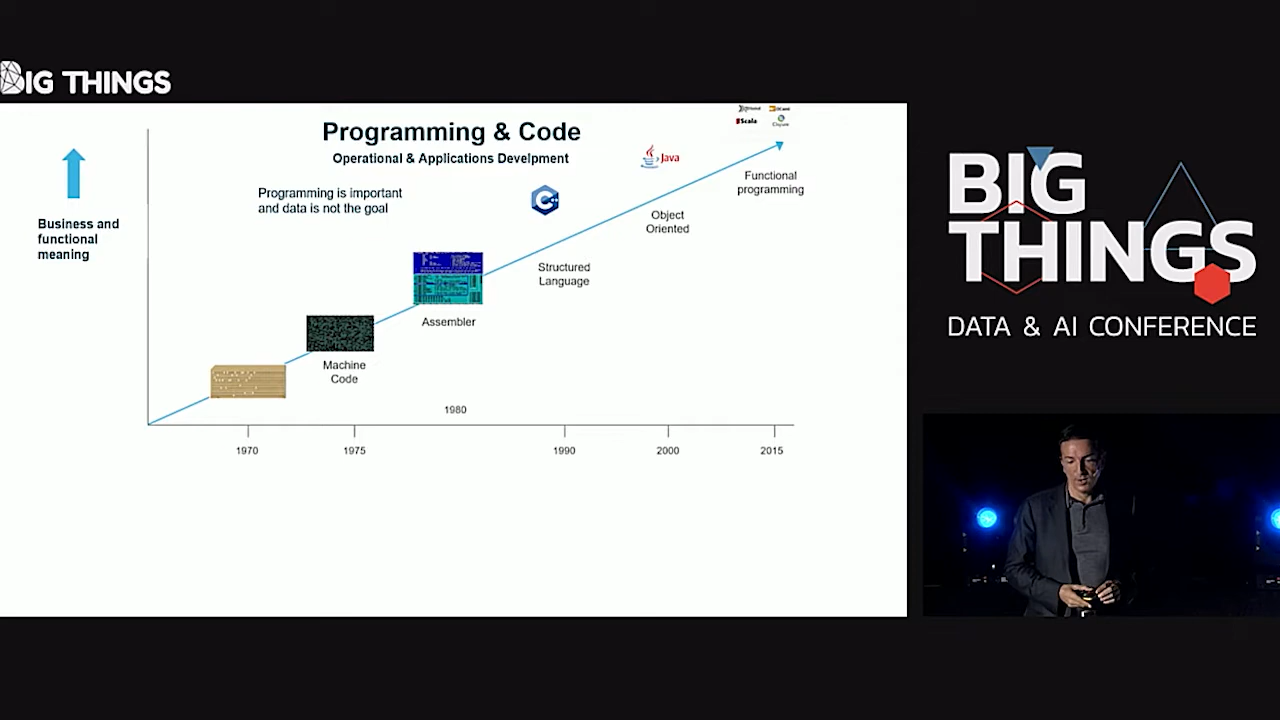 BIG THINGS
Programming & Code
Operational & Applications Develpment
Programming is important
and data is not the goal
Business and
functional
meaning
Scala
Java
C++
Functional
programming
Object
Oriented
Structured
Language
Assembler
Machine
Code
1980
1970
1975
1990
2000
2015
BIG
THINGS
DATA & AI CONFERENCE